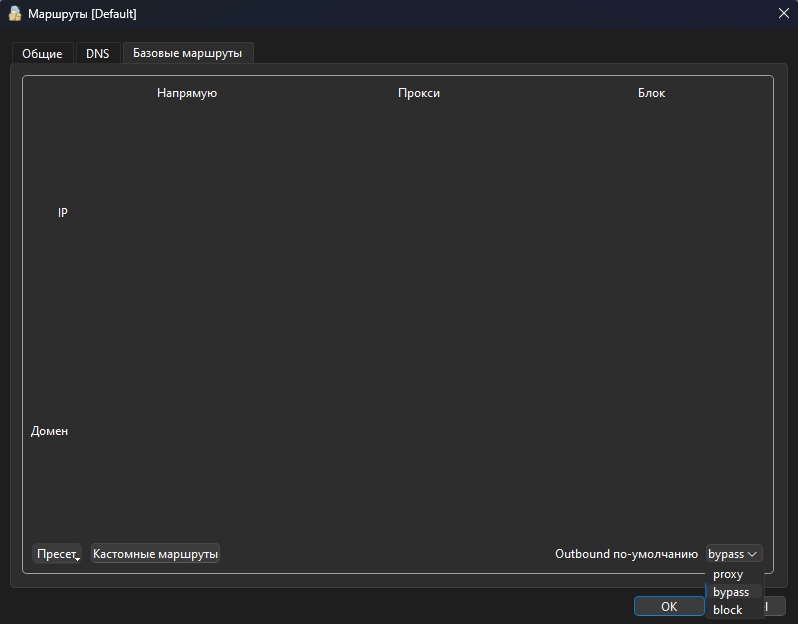 Маршруты [Default]
Общие DNS Базовые маршруты
Напрямую Прокси Блок
IP
Домен
Пресет Кастомные маршруты Outbound по-умолчанию bypass
proxy
bypass
OK
block